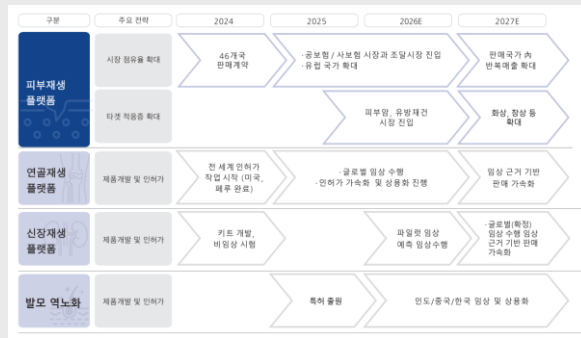 구분
주요 전략
2024
2025
2026E
2027E
피부재생
플랫폼
시장 점유율 확대
46개국
판매계약
·공보험 / 사보험 시장과 조달시장 진입
·유럽 국가 확대
판매국가 內
반복매출 확대
타겟 적응증 확대
피부암, 유방재건
시장 진입
화상, 창상 등
확대
연골재생
플랫폼
제품개발 및 인허가
전 세계 인허가
작업 시작 (미국,
페루 완료)
·글로벌 임상 수행
·인허가 가속화 및 상용화 진행
임상 근거 기반
판매 가속화
신장재생
플랫폼
제품개발 및 인허가
키트 개발,
비임상 시험
파일럿 임상
예측 임상수행
·글로벌(확정)
임상 수행 임상
근거 기반 판매
가속화
발모 역노화
제품개발 및 인허가
특허 출원
인도/중국/한국 임상 및 상용화